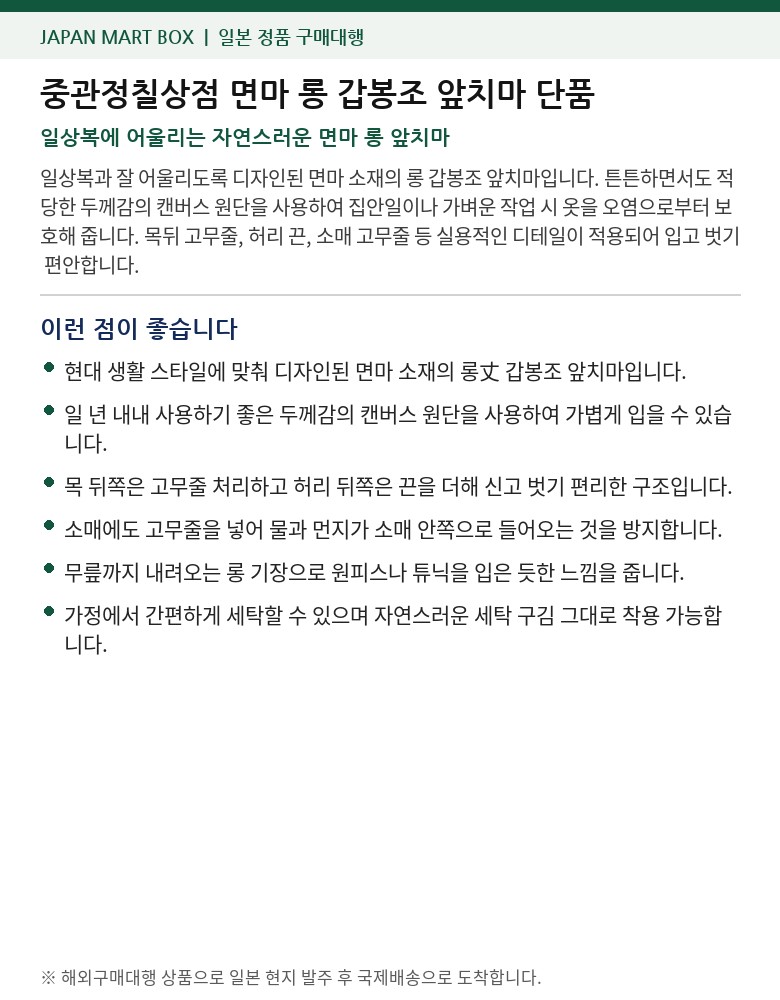 JAPAN MART BOX | 일본 정품 구매대행
중관정칠상점 면마 롱 갑봉조 앞치마 단품
일상복에 어울리는 자연스러운 면마 롱 앞치마
일상복과 잘 어울리도록 디자인된 면마 소재의 롱 갑봉조 앞치마입니다. 튼튼하면서도 적
당한 두께감의 캔버스 원단을 사용하여 집안일이나 가벼운 작업 시 옷을 오염으로부터 보
호해 줍니다. 목뒤 고무줄, 허리 끈, 소매 고무줄 등 실용적인 디테일이 적용되어 입고 벗기
편안합니다.
이런 점이 좋습니다
● 현대 생활 스타일에 맞춰 디자인된 면마 소재의 롱丈 갑봉조 앞치마입니다.
● 일 년 내내 사용하기 좋은 두께감의 캔버스 원단을 사용하여 가볍게 입을 수 있습
니다.
● 목 뒤쪽은 고무줄 처리하고 허리 뒤쪽은 끈을 더해 신고 벗기 편리한 구조입니다.
● 소매에도 고무줄을 넣어 물과 먼지가 소매 안쪽으로 들어오는 것을 방지합니다.
● 무릎까지 내려오는 롱 기장으로 원피스나 튜닉을 입은 듯한 느낌을 줍니다.
● 가정에서 간편하게 세탁할 수 있으며 자연스러운 세탁 구김 그대로 착용 가능합
니다.
※ 해외구매대행 상품으로 일본 현지 발주 후 국제배송으로 도착합니다.